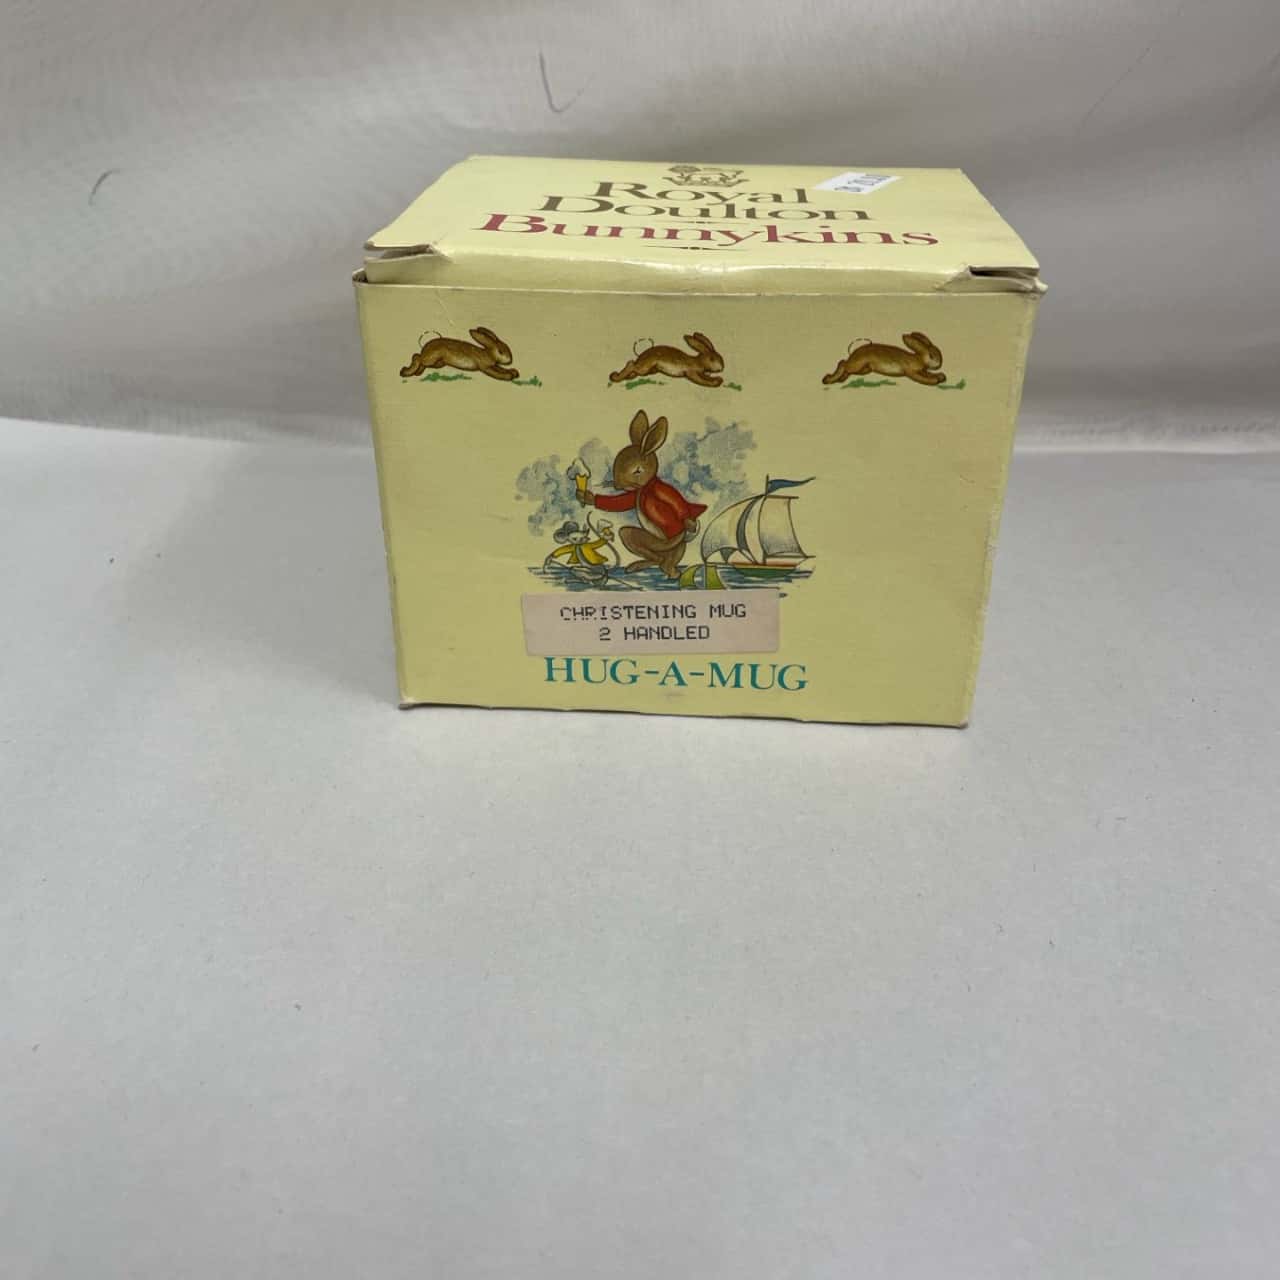 Royal
Doulton
Bunnykins
CHRISTENING MUG
2 HANDLED
HUG-A-MUG